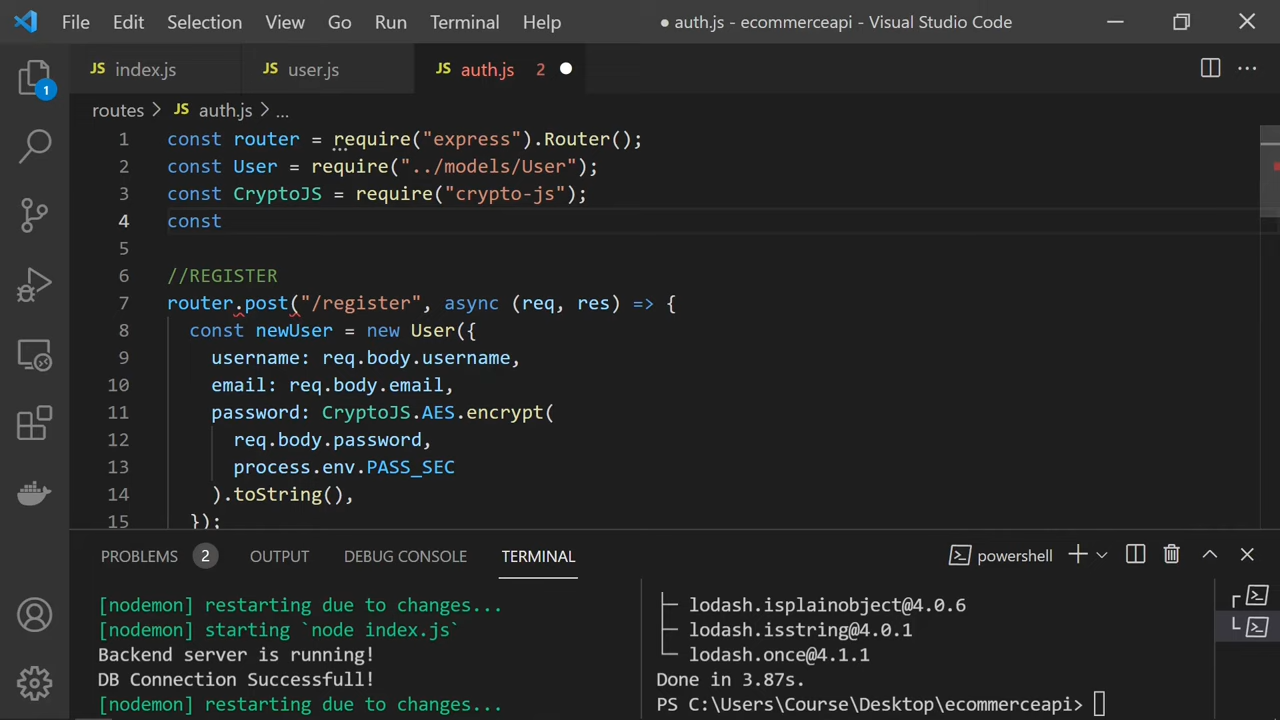 File Edit Selection View Go Run Terminal Help ● auth.js - ecommerceapi - Visual Studio Code
JS index.js JS user.js JS auth.js 2
routes > JS auth.js > ...
1 const router = require("express").Router();
2 const User = require("../models/User");
3 const CryptoJS = require("crypto-js");
4 const
5
6 //REGISTER
7 router.post("/register", async (req, res) => {
8 const newUser = new User({
9 username: req.body.username,
10 email: req.body.email,
11 password: CryptoJS.AES.encrypt(
12 req.body.password,
13 process.env.PASS_SEC
14 ).toString(),
15 });
1
PROBLEMS 2 OUTPUT DEBUG CONSOLE TERMINAL powershell
[nodemon] restarting due to changes...
[nodemon] starting `node index.js`
Backend server is running!
DB Connection Successfull!
[nodemon] restarting due to changes...
├─ lodash.isplainobject@4.0.6
├─ lodash.isstring@4.0.1
└─ lodash.once@4.1.1
Done in 3.87s.
PS C:\Users\Course\Desktop\ecommerceapi>